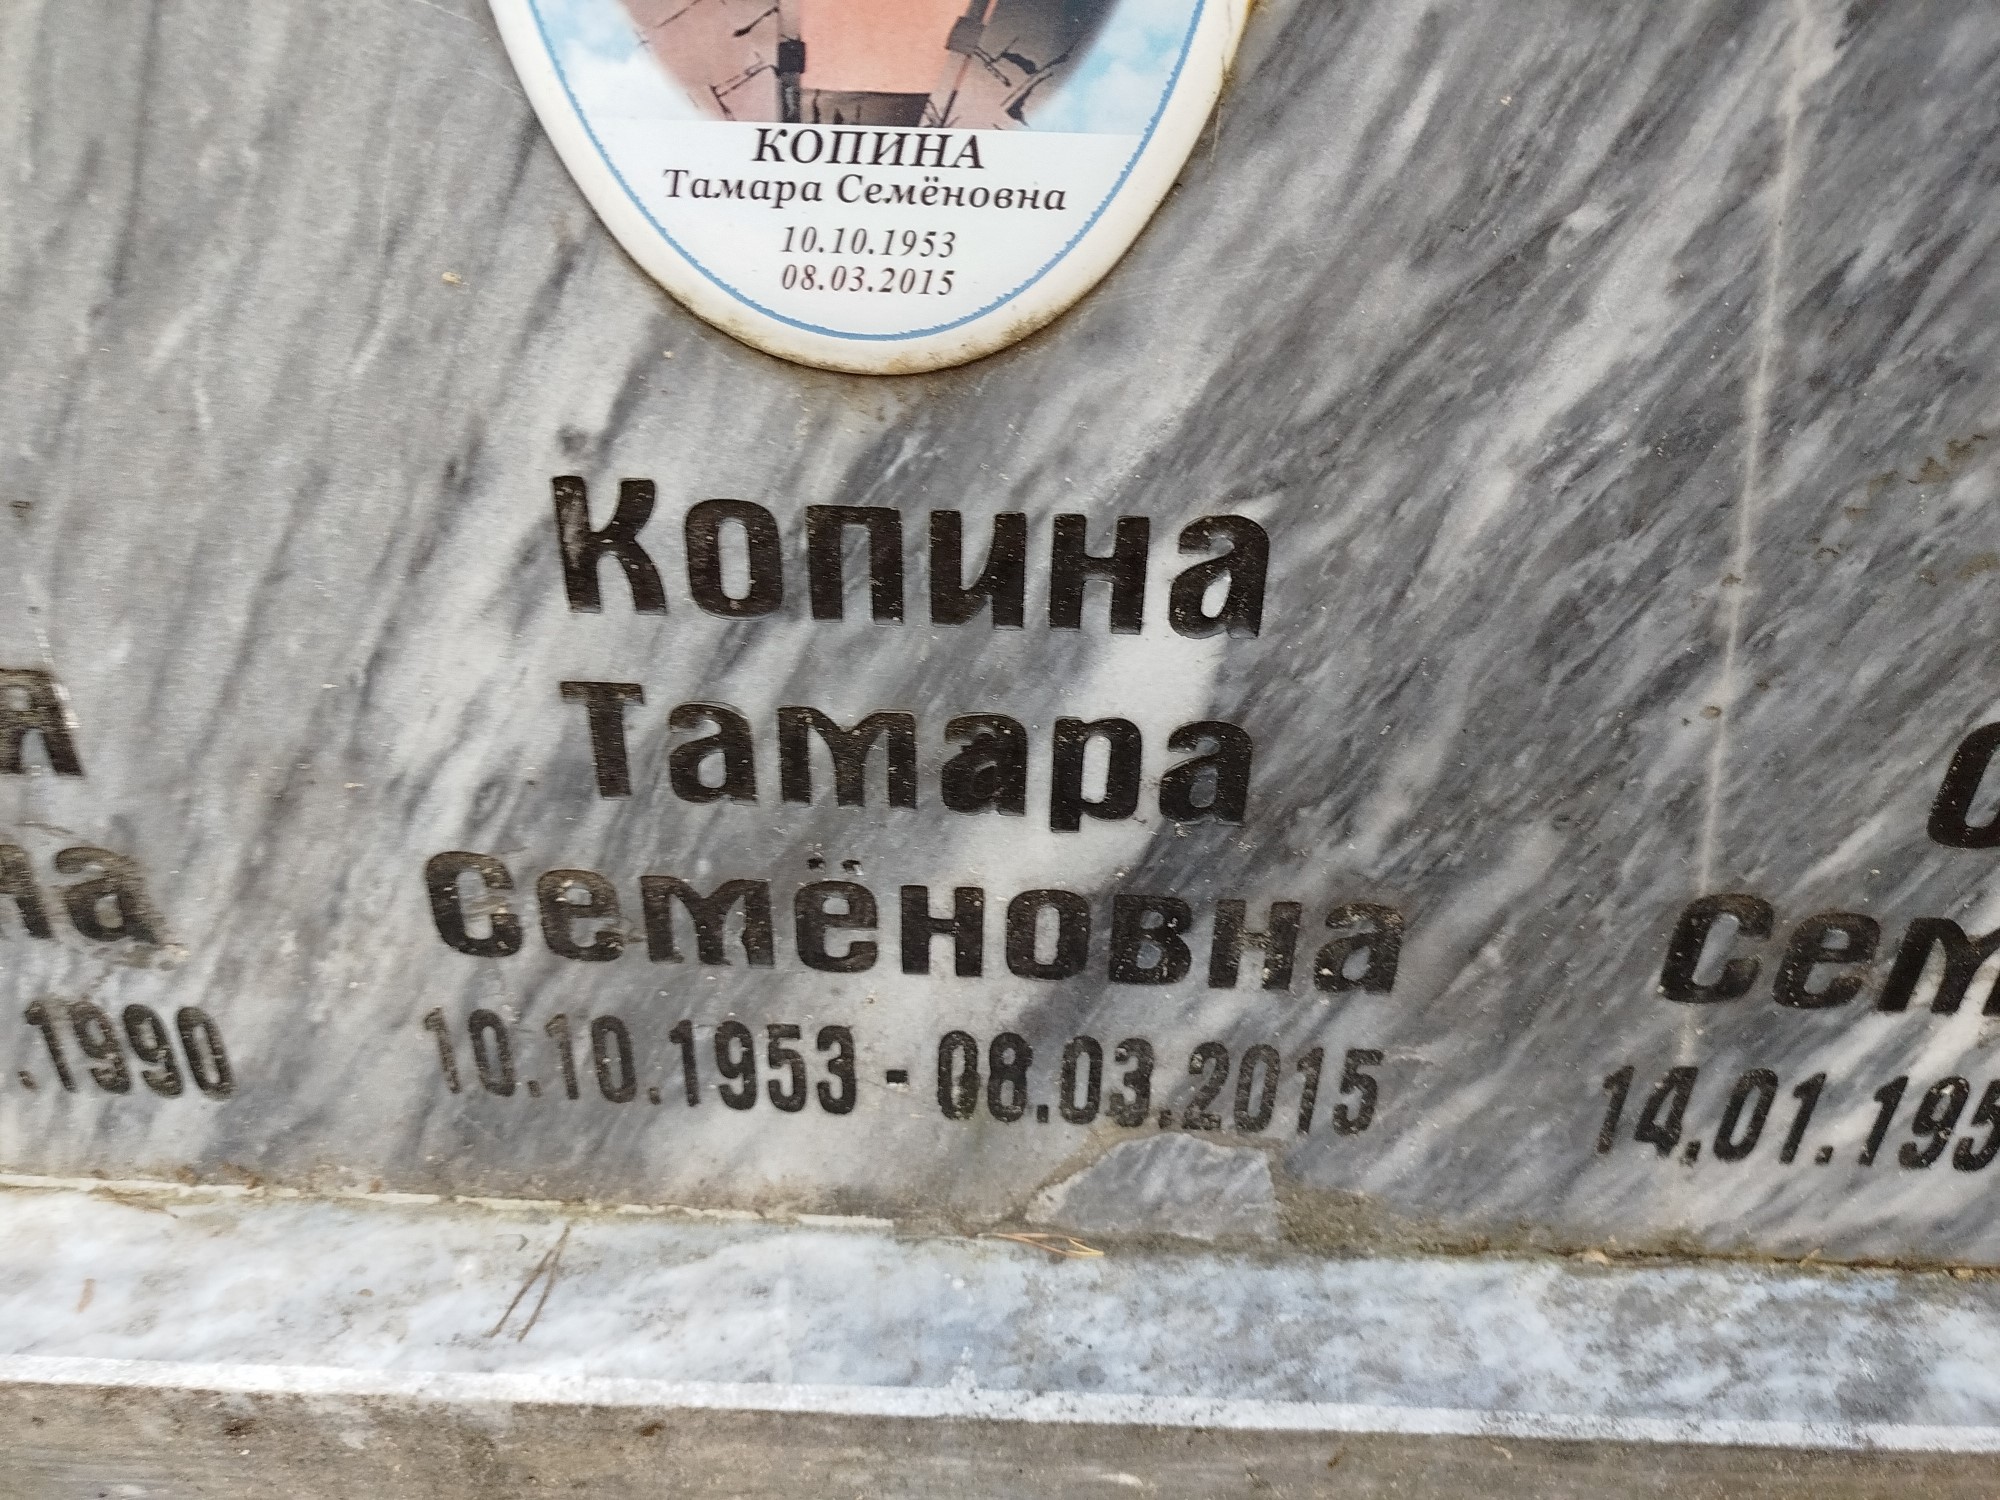 КОПИНА
Тамара Семёновна
10.10.1953
08.03.2015
Копина
Тамара
Семёновна
10.10.1953 - 08.03.2015
.1990
14.01.195